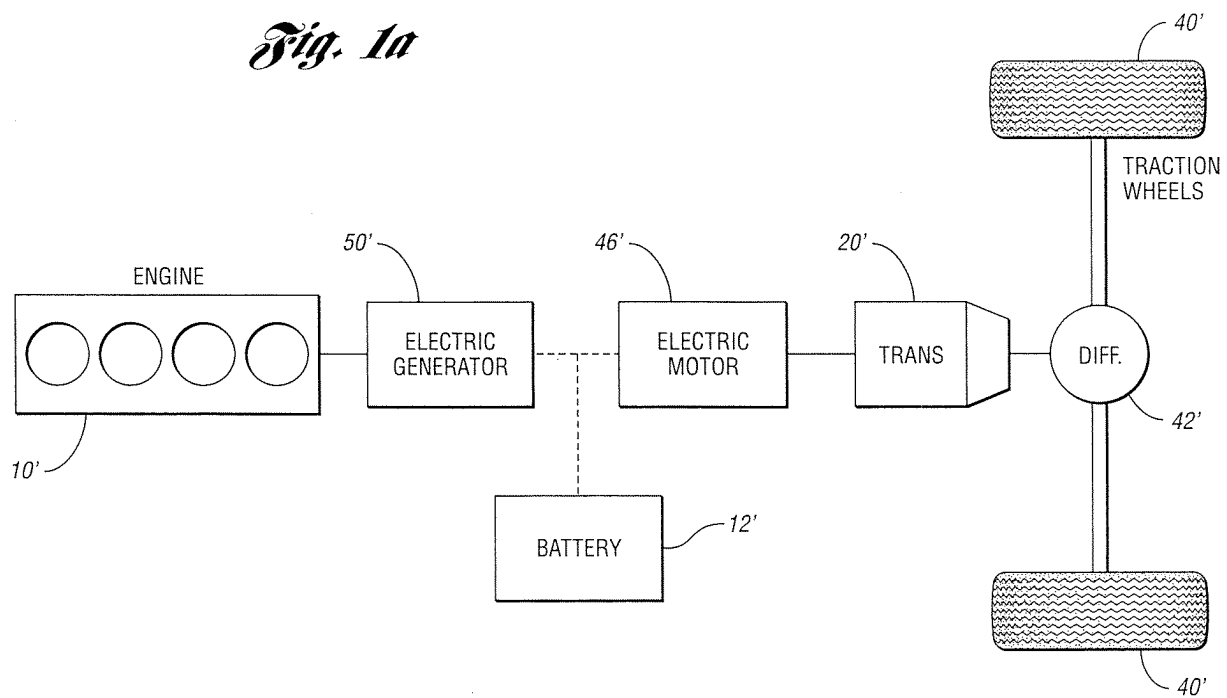 Fig. 1a
40'
TRACTION
WHEELS
50'
46'
20'
ENGINE
ELECTRIC
GENERATOR
ELECTRIC
MOTOR
TRANS
DIFF.
42'
10'
BATTERY
12'
40'